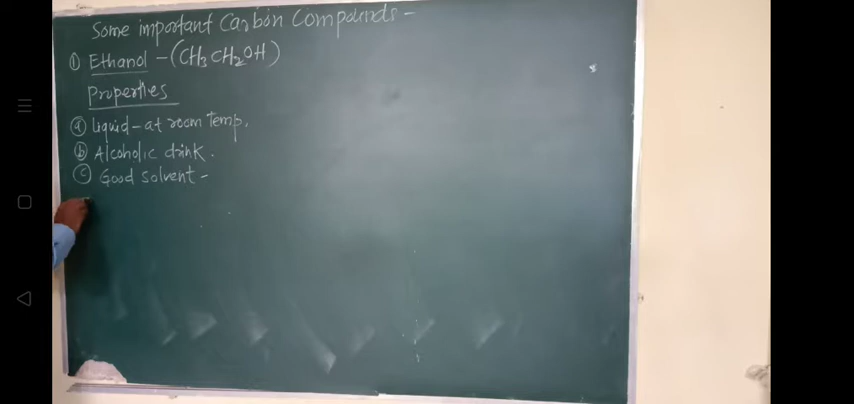 Some important Carbon Compounds -
① Ethanol - (CH₃CH₂OH)
Properties
ⓐ Liquid - at room temp.
ⓑ Alcoholic drink.
ⓒ Good solvent -